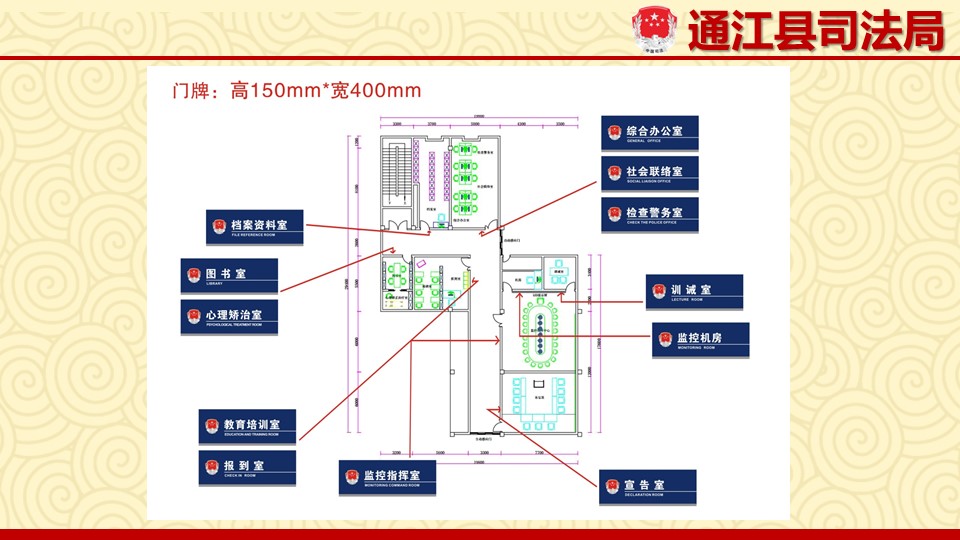 通江县司法局
门牌：高150mm*宽400mm
综合办公室
GENERAL OFFICE
社会联络室
SOCIAL LIAISON OFFICE
检查警务室
CHECK THE POLICE OFFICE
档案资料室
FILE REFERENCE ROOM
图书室
LIBRARY
心理矫治室
PSYCHOLOGICAL TREATMENT ROOM
训诫室
LECTURE ROOM
监控机房
MONITORING ROOM
教育培训室
EDUCATION AND TRAINING ROOM
报到室
CHECK IN ROOM
监控指挥室
MONITORING COMMAND ROOM
宣告室
DECLARATION ROOM